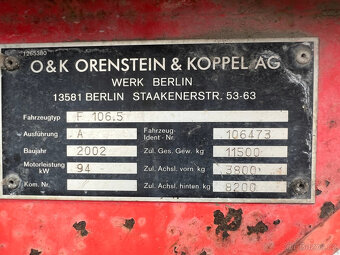 1265380
O&K ORENSTEIN & KOPPEL AG
WERK BERLIN
13581 BERLIN STAAKENERSTR. 53-63
Fahrzeugtyp F 106.5
Ausführung A Fahrzeug-Ident-Nr. 106473
Baujahr 2002 Zul. Ges. Gew. kg 11500
Motorleistung kW 94 Zul. Achsl. vorn kg 3800
Kom. Nr. Zul. Achsl. hinten kg 8200